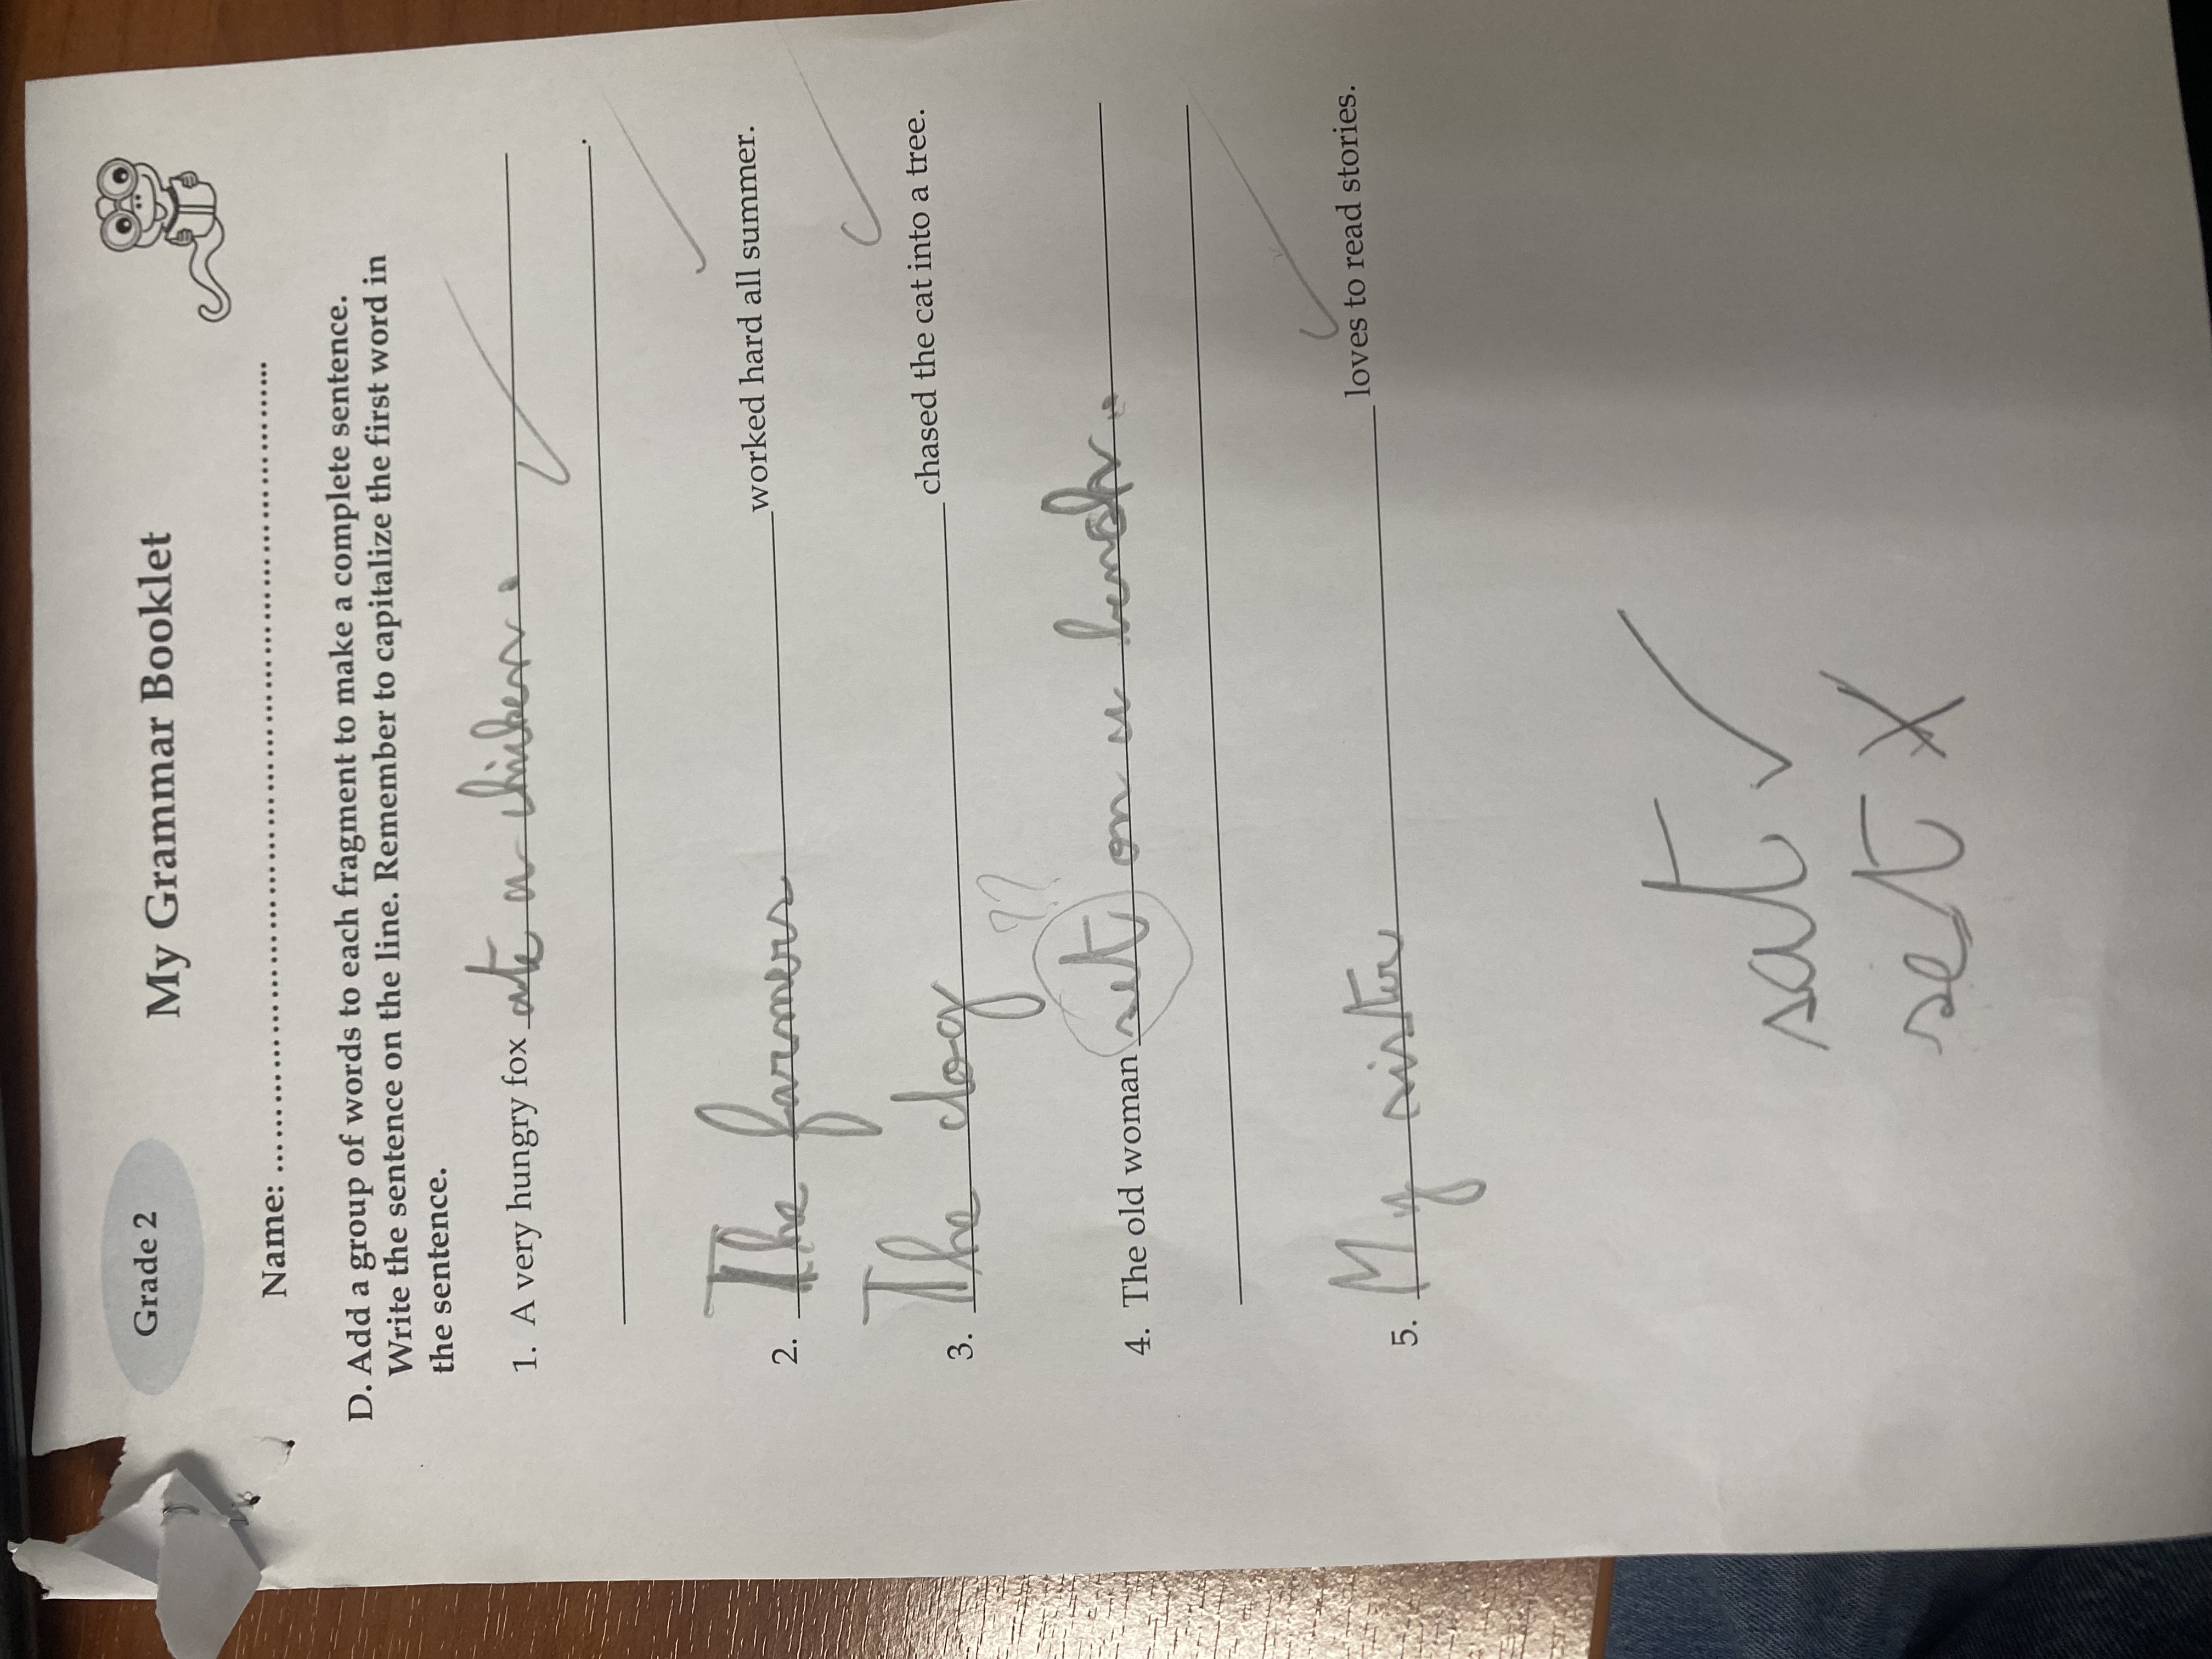 Grade 2
My Grammar Booklet
Name: ................................................................
D. Add a group of words to each fragment to make a complete sentence.
Write the sentence on the line. Remember to capitalize the first word in
the sentence.
1. A very hungry fox ate a chicken.
.
2. The farmers worked hard all summer.
3. The dog chased the cat into a tree.
??
4. The old woman set on a bench.
5. My sister loves to read stories.
sat ✓
set X